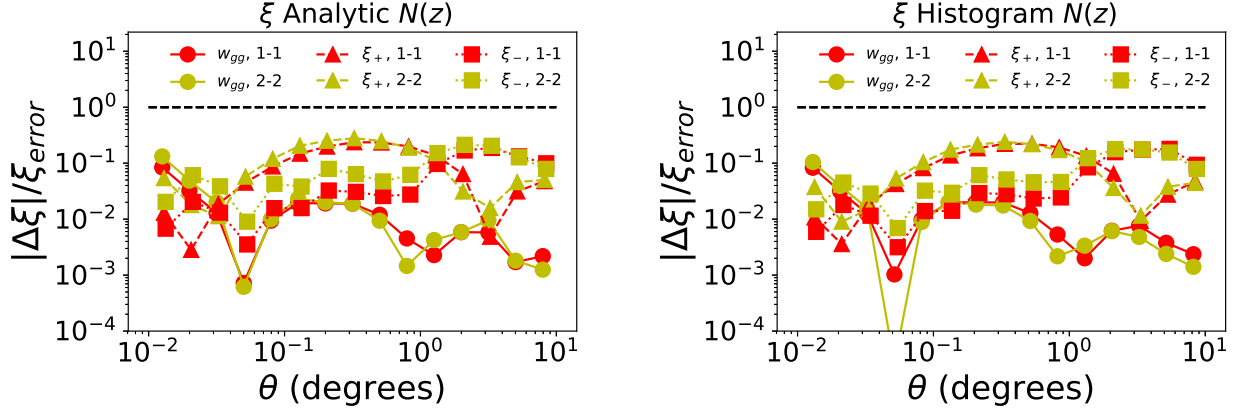 ξ Analytic N(z)
w_gg, 1-1
ξ_+, 1-1
ξ_−, 1-1
w_gg, 2-2
ξ_+, 2-2
ξ_−, 2-2
10^1
10^0
10^−1
10^−2
10^−3
10^−4
|Δξ|/ξ_error
10^−2
10^−1
10^0
10^1
θ (degrees)
ξ Histogram N(z)
w_gg, 1-1
ξ_+, 1-1
ξ_−, 1-1
w_gg, 2-2
ξ_+, 2-2
ξ_−, 2-2
10^1
10^0
10^−1
10^−2
10^−3
10^−4
|Δξ|/ξ_error
10^−2
10^−1
10^0
10^1
θ (degrees)